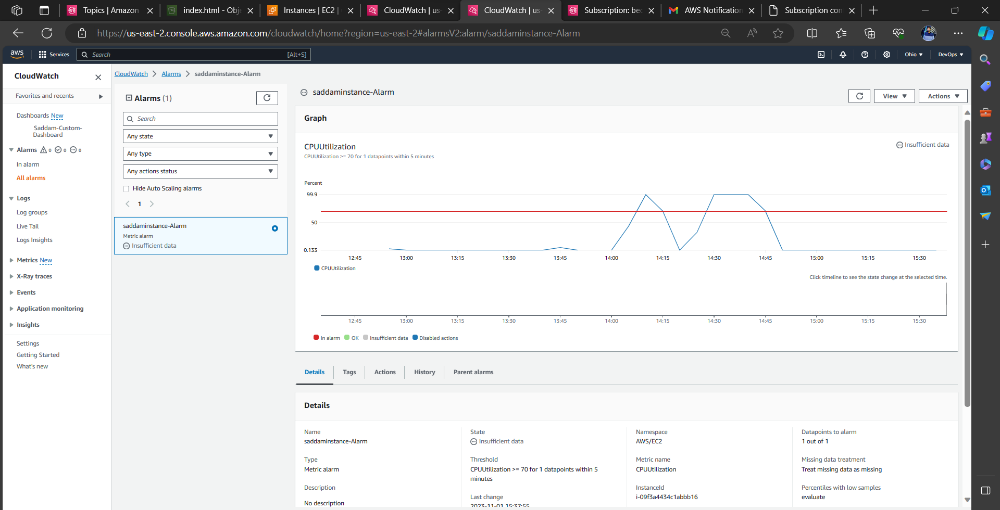 Topics | Amazon
index.html - Obje
Instances | EC2 |
CloudWatch | us-
CloudWatch | us-
Subscription: bec
AWS Notification
Subscription con
https://us-east-2.console.aws.amazon.com/cloudwatch/home?region=us-east-2#alarmsV2:alarm/saddaminstance-Alarm
aws
Services
Search
[Alt+S]
Ohio
DevOps
CloudWatch
Favorites and recents
Dashboards New
Saddam-Custom-
Dashboard
Alarms 0 0 0
In alarm
All alarms
Logs
Log groups
Live Tail
Logs Insights
Metrics New
X-Ray traces
Events
Application monitoring
Insights
Settings
Getting Started
What's new
CloudWatch
Alarms
saddaminstance-Alarm
Alarms (1)
Search
Any state
Any type
Any actions status
Hide Auto Scaling alarms
1
saddaminstance-Alarm
Metric alarm
Insufficient data
saddaminstance-Alarm
View
Actions
Graph
CPUUtilization
CPUUtilization >= 70 for 1 datapoints within 5 minutes
Insufficient data
Percent
99.9
50
0.133
12:45 13:00 13:15 13:30 13:45 14:00 14:15 14:30 14:45 15:00 15:15 15:30
CPUUtilization
Click timeline to see the state change at the selected time.
12:45 13:00 13:15 13:30 13:45 14:00 14:15 14:30 14:45 15:00 15:15 15:30
In alarm OK Insufficient data Disabled actions
Details
Tags
Actions
History
Parent alarms
Details
Name
saddaminstance-Alarm
Type
Metric alarm
Description
No description
State
Insufficient data
Threshold
CPUUtilization >= 70 for 1 datapoints within 5
minutes
Last change
2023-11-01 15:37:55
Namespace
AWS/EC2
Metric name
CPUUtilization
InstanceId
i-09f3a4434c1abbb16
Datapoints to alarm
1 out of 1
Missing data treatment
Treat missing data as missing
Percentiles with low samples
evaluate